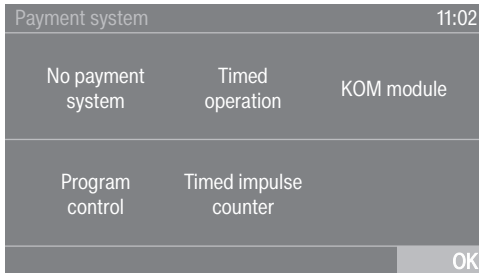 Payment system 11:02
No payment
system
Timed
operation
KOM module
Program
control
Timed impulse
counter
OK